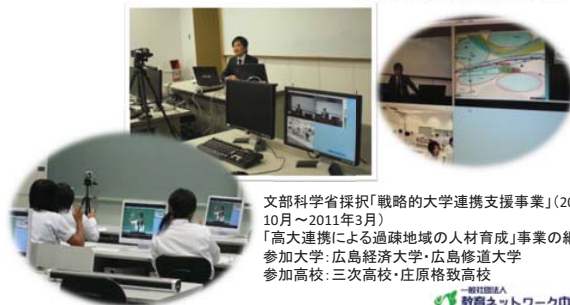 文部科学省採択「戦略的大学連携支援事業」(20
10月～2011年3月)
「高大連携による過疎地域の人材育成」事業の
参加大学:広島経済大学・広島修道大学
参加高校:三次高校・庄原格致高校
一般社団法人
教育ネットワーク中